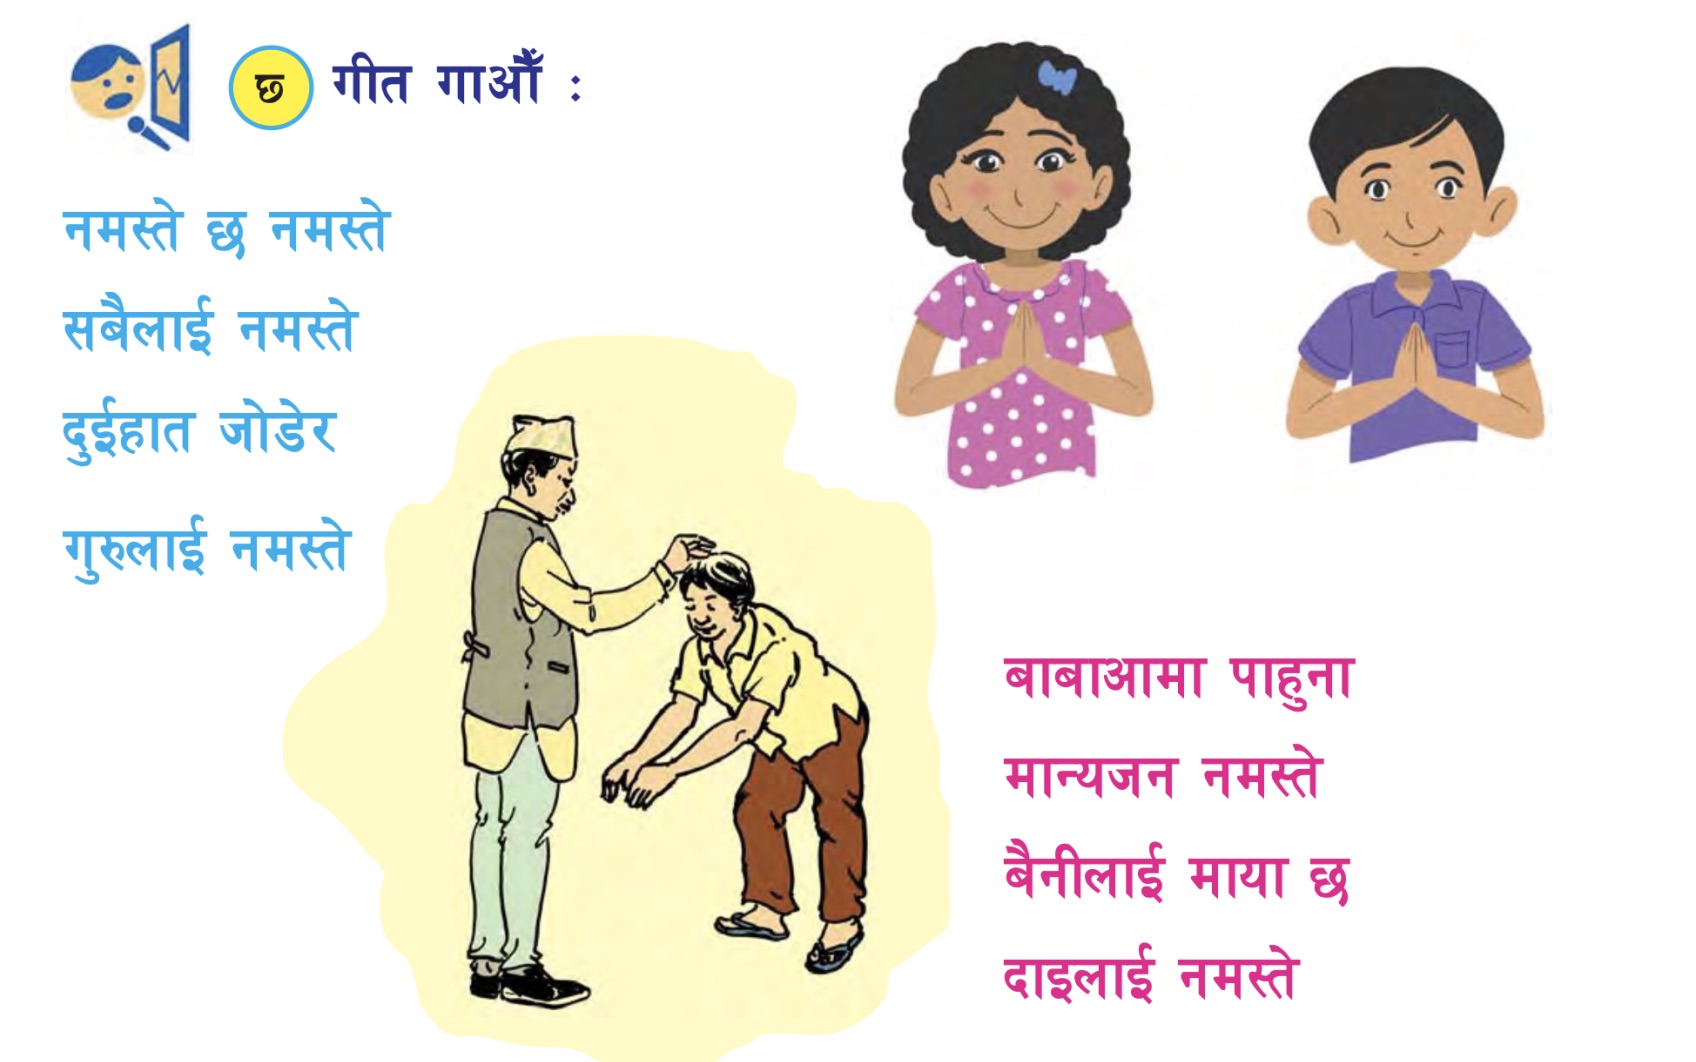 छ गीत गाऔँ :
नमस्ते छ नमस्ते
सबैलाई नमस्ते
दुईहात जोडेर
गुरुलाई नमस्ते
बाबाआमा पाहुना
मान्यजन नमस्ते
बैनीलाई माया छ
दाइलाई नमस्ते